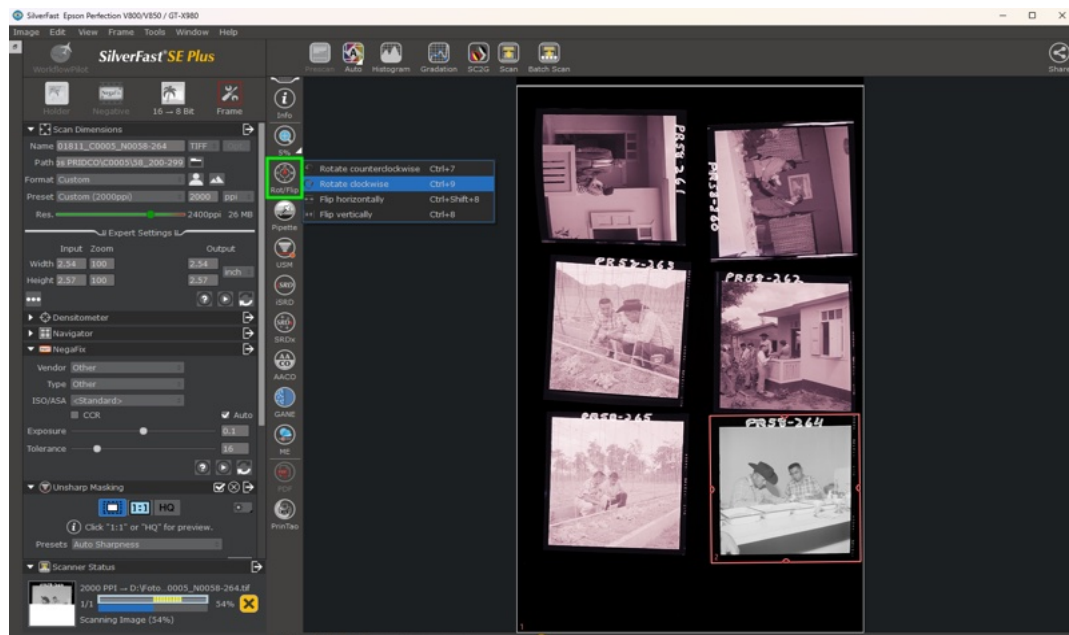 SilverFast Epson Perfection V800/V850 / GT-X980
Image Edit View Frame Tools Window Help
WorkflowPilot
SilverFast SE Plus
Prescan Auto Histogram Gradation SC2G Scan Batch Scan
Share
Holder Negative 16 → 8 Bit Frame
Info
Scan Dimensions
Name 01811_C0005_N0058-264 TIFF
5%
Path os PRIDCO\C0005\58_200-299
Format Custom
Preset Custom (2000ppi) 2000 ppi
Res. 2400ppi 26 MB
Rot/Flip
Rotate counterclockwise Ctrl+7
Rotate clockwise Ctrl+9
Flip horizontally Ctrl+Shift+8
Flip vertically Ctrl+8
Pipette
Expert Settings
Input Zoom Output
Width 2.54 100 2.54
inch
Height 2.57 100 2.57
USM
iSRD
SRDx
AACO
GANE
ME
FDF
PrinTao
Densitometer
Navigator
NegaFix
Vendor Other
Type Other
ISO/ASA <Standard>
CCR Auto
Exposure 0.1
Tolerance 16
Unsharp Masking
1:1 HQ
Click "1:1" or "HQ" for preview.
Presets Auto Sharpness
Scanner Status
2000 PPI → D:\Foto...0005_N0058-264.tif
1/1 54%
Scanning Image (54%)
PR58-261
PR58-260
PR58-263
PR58-262
PR58-265
PR58-264
2
1